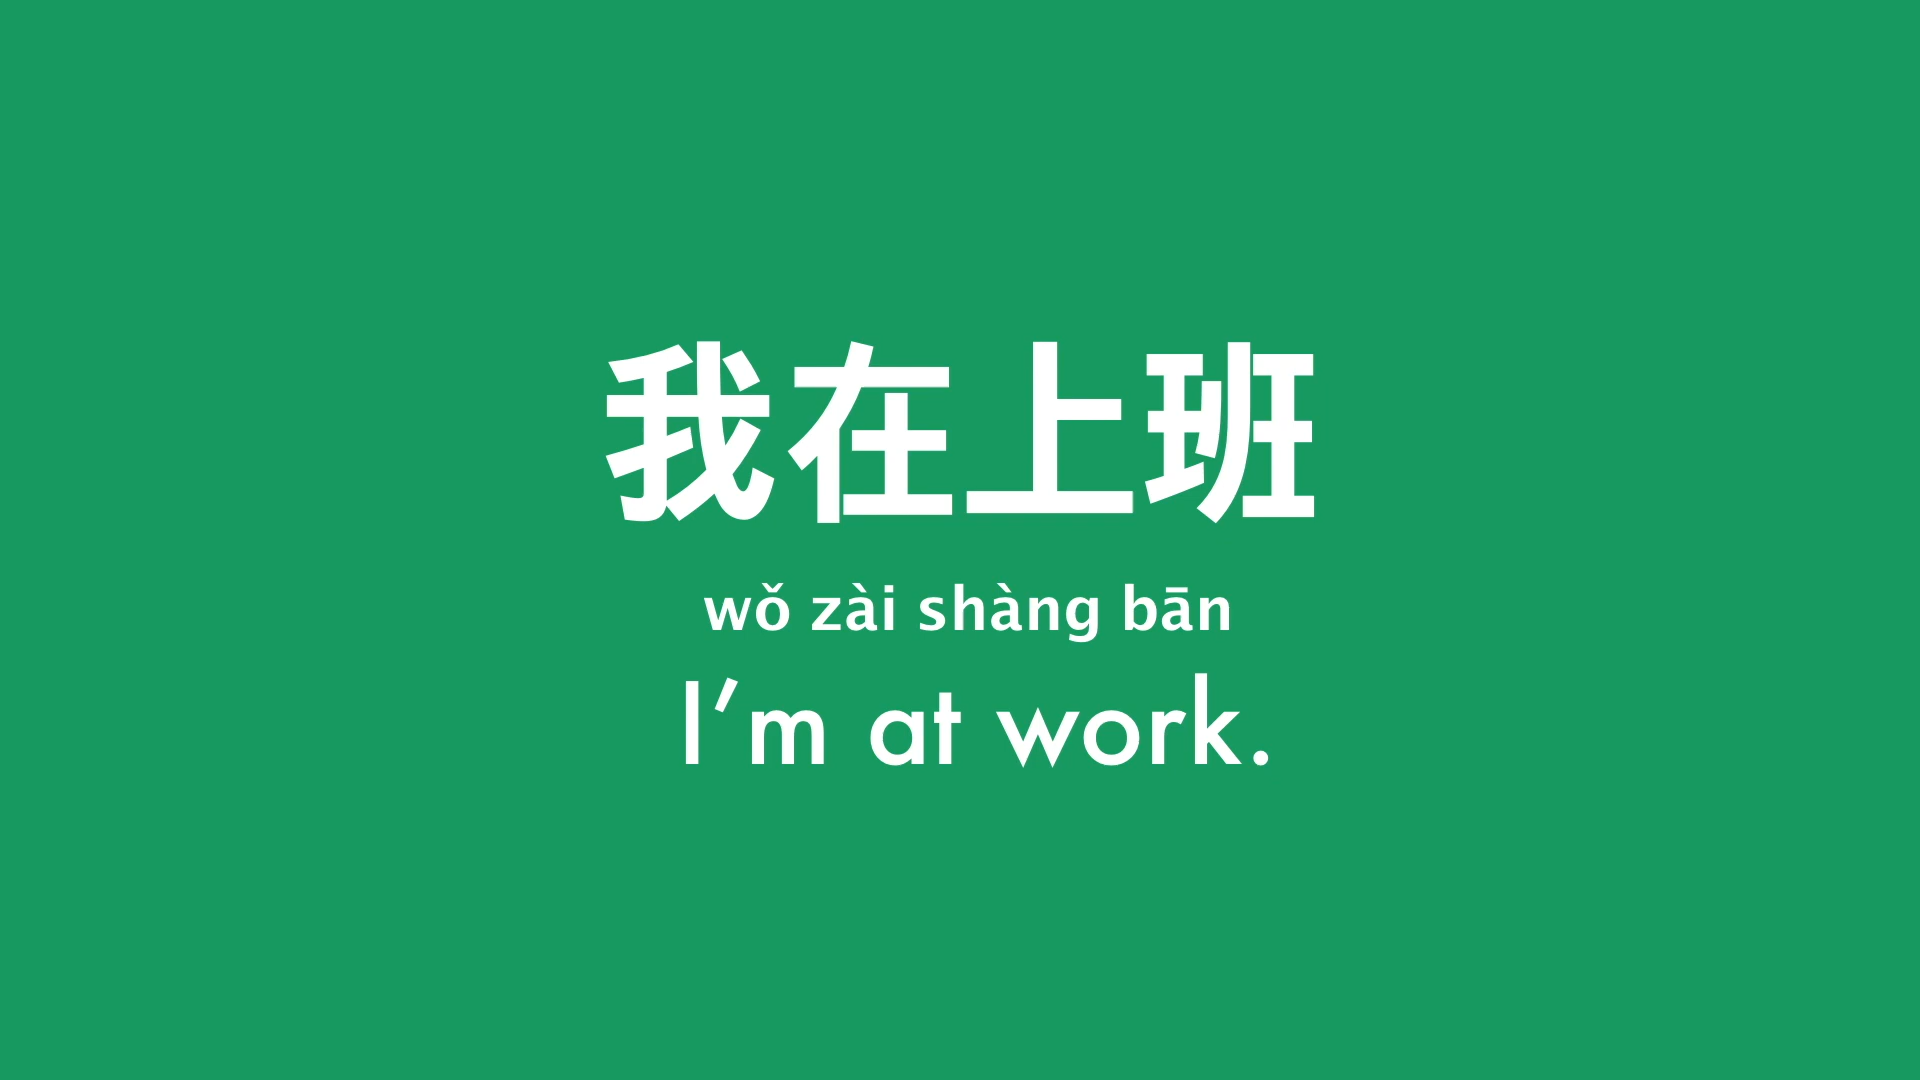 我在上班
wǒ zài shàng bān
I’m at work.